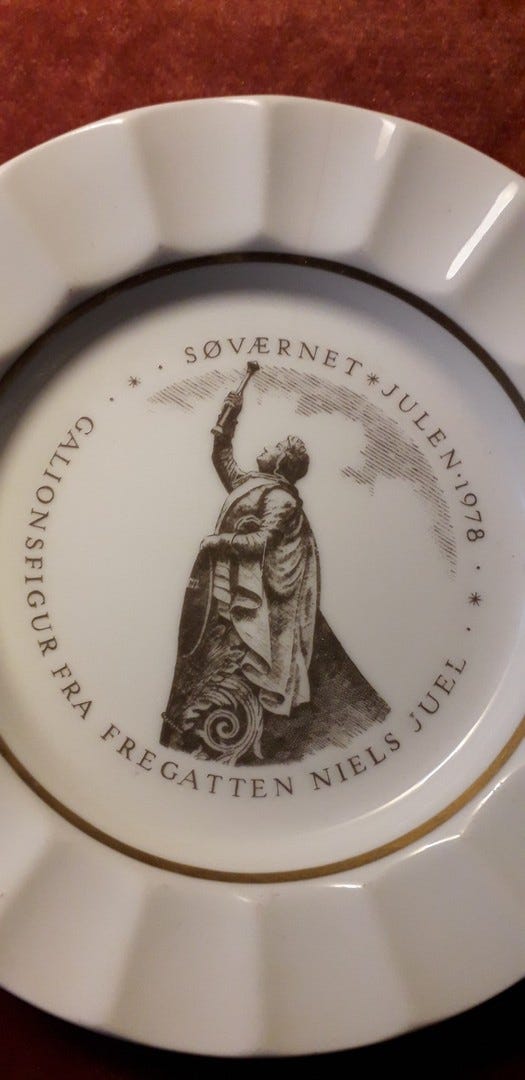 SØVÆRNET * JULEN · 1978
GALIONSFIGUR FRA FREGATTEN NIELS JUEL